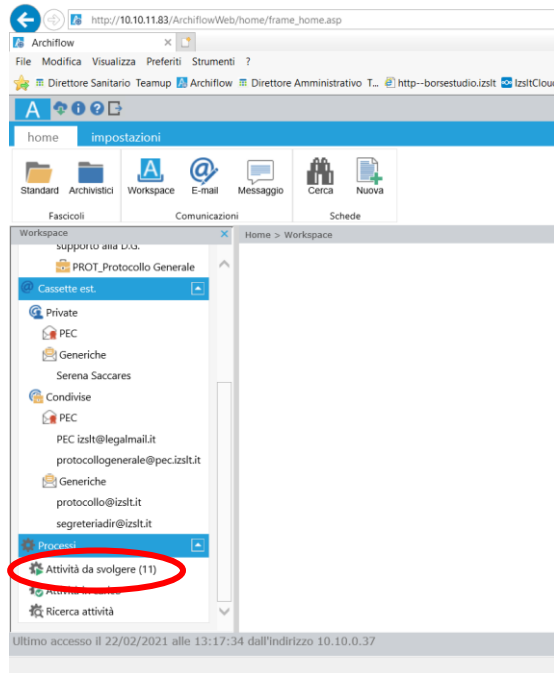 http://10.10.11.83/ArchiflowWeb/home/frame_home.asp
Archiflow
File Modifica Visualizza Preferiti Strumenti ?
Direttore Sanitario Teamup Archiflow Direttore Amministrativo T... http--borsestudio.izslt IzsltCloud
A
home impostazioni
Standard Archivistici Workspace E-mail Messaggio Cerca Nuova
Fascicoli Comunicazioni Schede
Workspace Home > Workspace
supporto alla D.G.
PROT_Protocollo Generale
Cassette est.
Private
PEC
Generiche
Serena Saccares
Condivise
PEC
PEC izslt@legalmail.it
protocollogenerale@pec.izslt.it
Generiche
protocollo@izslt.it
segreteriadir@izslt.it
Processi
Attività da svolgere (11)
Attività
Ricerca attività
Ultimo accesso il 22/02/2021 alle 13:17:34 dall'indirizzo 10.10.0.37